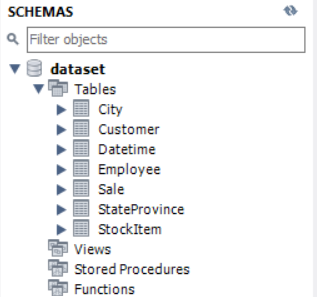 SCHEMAS
Filter objects
dataset
Tables
City
Customer
Datetime
Employee
Sale
StateProvince
StockItem
Views
Stored Procedures
Functions